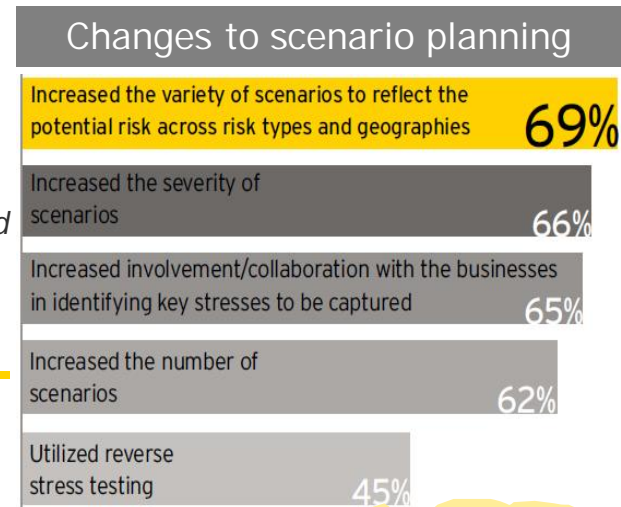 Changes to scenario planning
Increased the variety of scenarios to reflect the
potential risk across risk types and geographies
69%
Increased the severity of
scenarios
66%
Increased involvement/collaboration with the businesses
in identifying key stresses to be captured
65%
Increased the number of
scenarios
62%
Utilized reverse
stress testing
45%